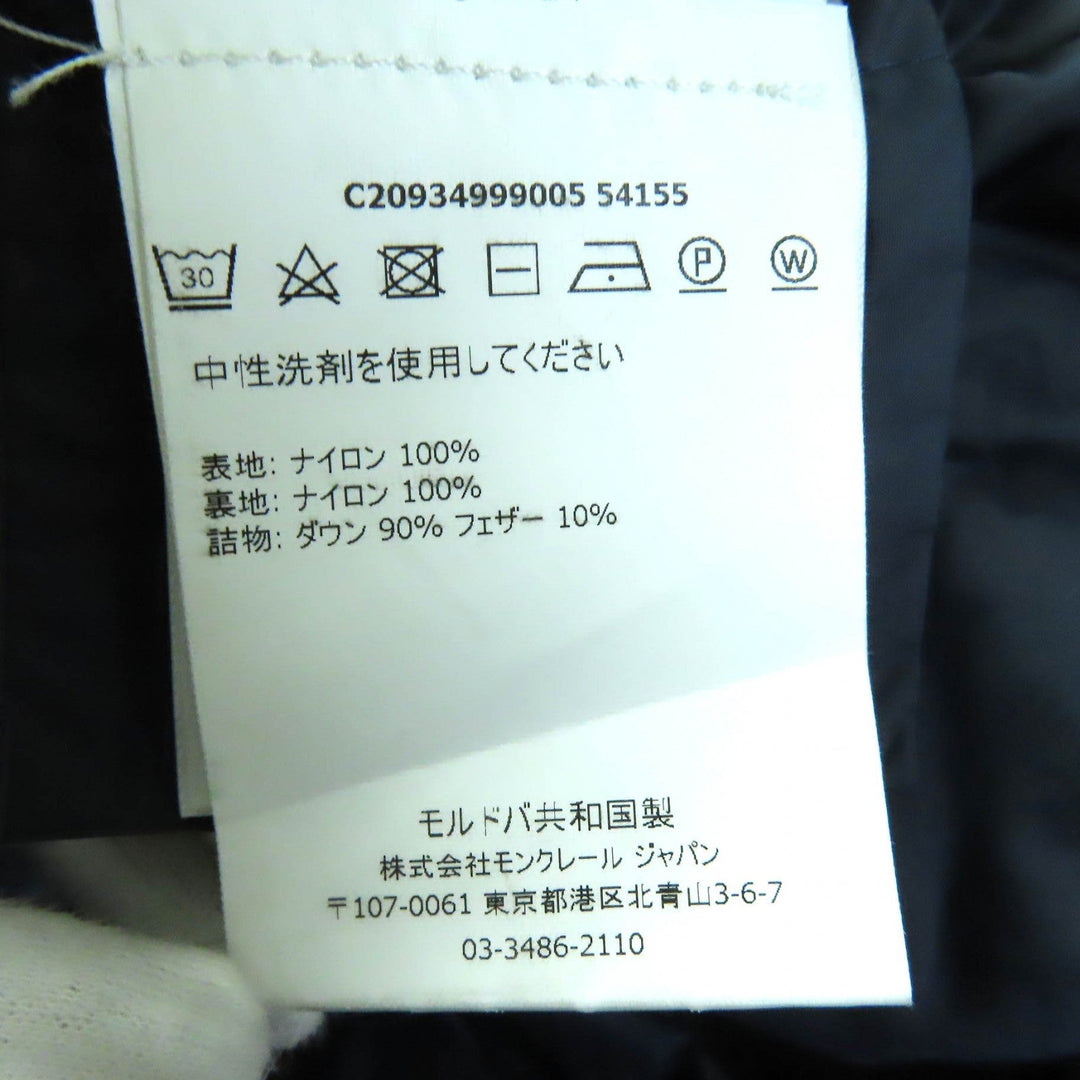 C20934999005 54155
30 P W
中性洗剤を使用してください
表地: ナイロン 100%
裏地: ナイロン 100%
詰物: ダウン 90% フェザー 10%
モルドバ共和国製
株式会社モンクレール ジャパン
〒107-0061 東京都港区北青山3-6-7
03-3486-2110